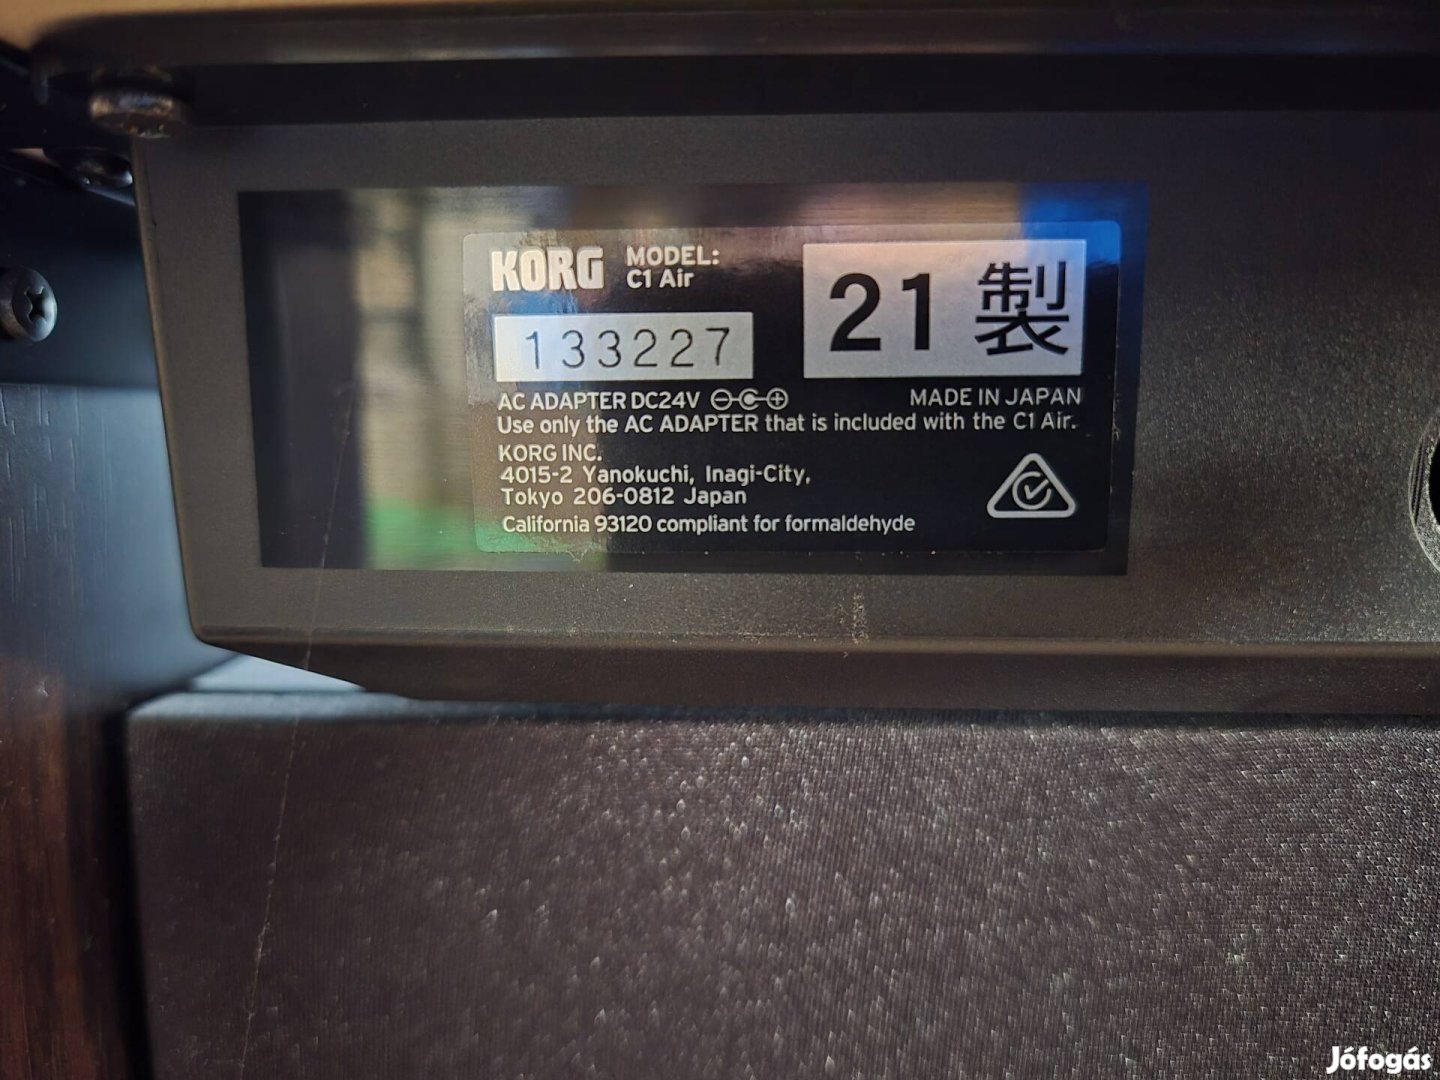 KORG MODEL:
C1 Air
133227
21製
AC ADAPTER DC24V
MADE IN JAPAN
Use only the AC ADAPTER that is included with the C1 Air.
KORG INC.
4015-2 Yanokuchi, Inagi-City,
Tokyo 206-0812 Japan
California 93120 compliant for formaldehyde
Jófogás